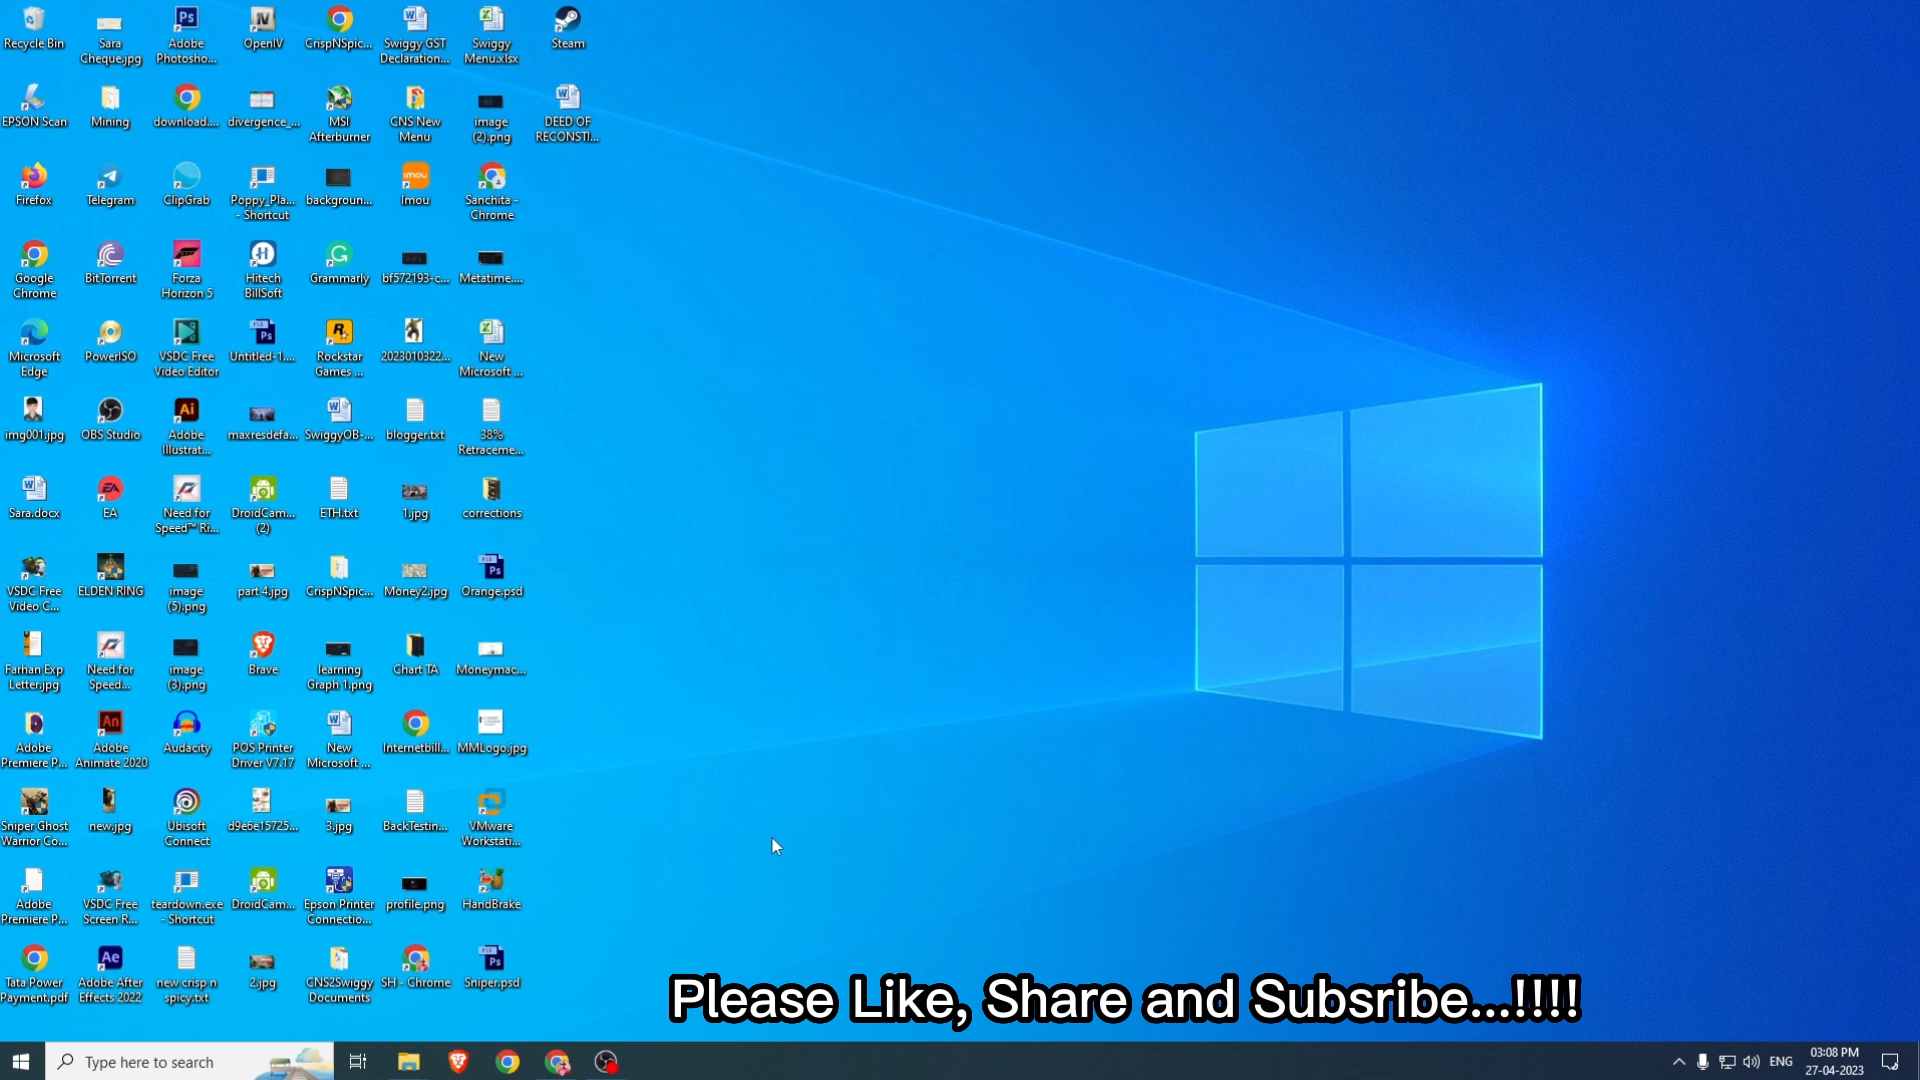 Recycle Bin
Sara
Cheque.jpg
Adobe
Photosho...
OpenIV
CrispNSpic...
Swiggy GST
Declaration...
Swiggy
Menu.xlsx
Steam
EPSON Scan
Mining
download....
divergence_...
MSI
Afterburner
CNS New
Menu
image
(2).png
DEED OF
RECONSTI...
Firefox
Telegram
ClipGrab
Poppy_Pla...
- Shortcut
backgroun...
Imou
Sanchita -
Chrome
Google
Chrome
BitTorrent
Forza
Horizon 5
Hitech
BillSoft
Grammarly
bf572193-c...
Metatime....
Microsoft
Edge
PowerISO
VSDC Free
Video Editor
Untitled-1....
Rockstar
Games ...
2023010322...
New
Microsoft ...
img001.jpg
OBS Studio
Adobe
Illustrat...
maxresdefa...
SwiggyOB-...
blogger.txt
38%
Retraceme...
Sara.docx
EA
Need for
Speed™ Ri...
DroidCam...
(2)
ETH.txt
1.jpg
corrections
VSDC Free
Video C...
ELDEN RING
image
(5).png
part 4.jpg
CrispNSpic...
Money2.jpg
Orange.psd
Farhan Exp
Letter.jpg
Need for
Speed...
image
(3).png
Brave
learning
Graph 1.png
Chart TA
Moneymac...
Adobe
Premiere P...
Adobe
Animate 2020
Audacity
POS Printer
Driver V7.17
New
Microsoft ...
Internetbill...
MMLogo.jpg
Sniper Ghost
Warrior Co...
new.jpg
Ubisoft
Connect
d9e6e15725...
3.jpg
BackTestin...
VMware
Workstati...
Adobe
Premiere P...
VSDC Free
Screen R...
teardown.exe
- Shortcut
DroidCam...
Epson Printer
Connectio...
profile.png
HandBrake
Tata Power
Payment.pdf
Adobe After
Effects 2022
new crisp n
spicy.txt
2.jpg
CNS2Swiggy
Documents
SH - Chrome
Sniper.psd
Please Like, Share and Subsribe...!!!!
Type here to search
ENG
03:08 PM
27-04-2023